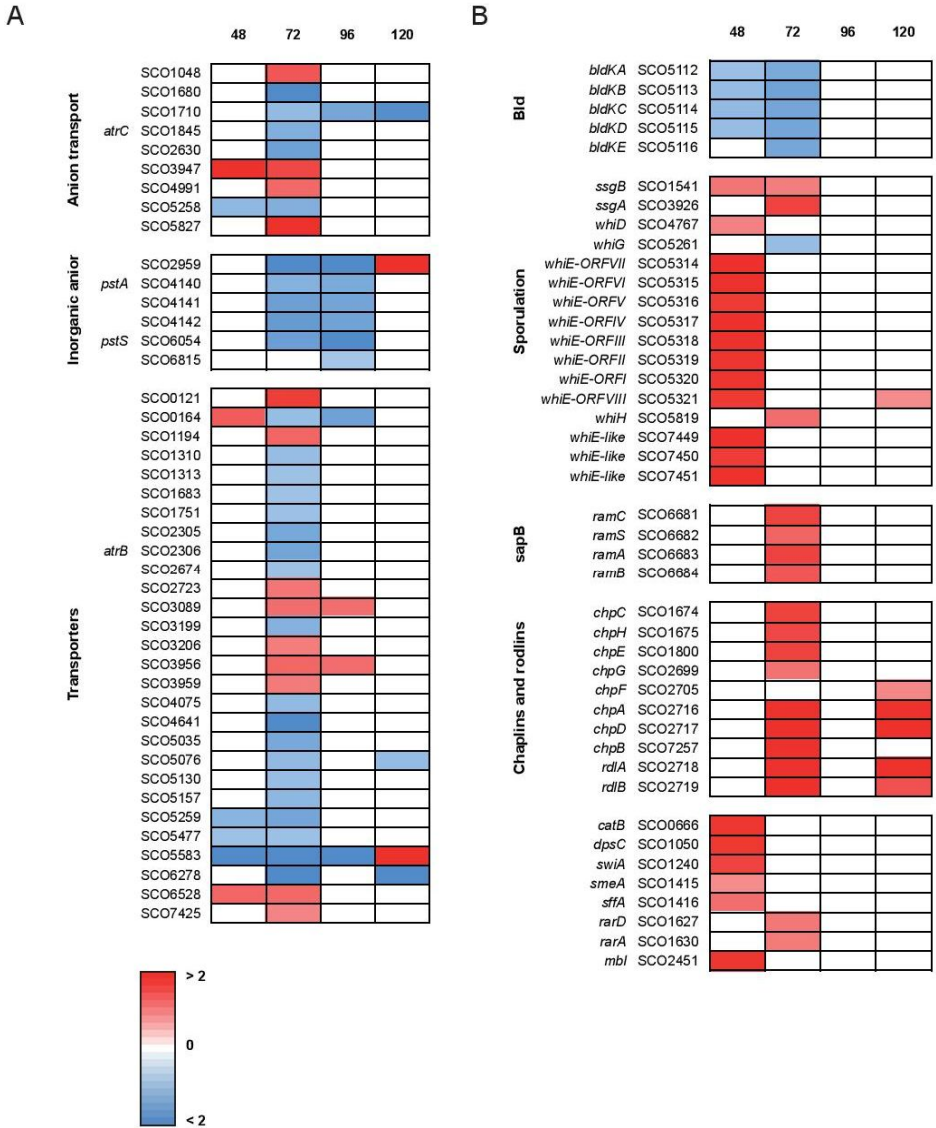 A
48 72 96 120
Anion transport
SCO1048
SCO1680
SCO1710
atrC SCO1845
SCO2630
SCO3947
SCO4991
SCO5258
SCO5827
Inorganic anior
SCO2959
pstA SCO4140
SCO4141
SCO4142
pstS SCO6054
SCO6815
Transporters
SCO0121
SCO0164
SCO1194
SCO1310
SCO1313
SCO1683
SCO1751
SCO2305
atrB SCO2306
SCO2674
SCO2723
SCO3089
SCO3199
SCO3206
SCO3956
SCO3959
SCO4075
SCO4641
SCO5035
SCO5076
SCO5130
SCO5157
SCO5259
SCO5477
SCO5583
SCO6278
SCO6528
SCO7425
> 2
0
< 2
B
48 72 96 120
Bld
bldKA SCO5112
bldKB SCO5113
bldKC SCO5114
bldKD SCO5115
bldKE SCO5116
Sporulation
ssgB SCO1541
ssgA SCO3926
whiD SCO4767
whiG SCO5261
whiE-ORFVII SCO5314
whiE-ORFVI SCO5315
whiE-ORFV SCO5316
whiE-ORFIV SCO5317
whiE-ORFIII SCO5318
whiE-ORFII SCO5319
whiE-ORFI SCO5320
whiE-ORFVIII SCO5321
whiH SCO5819
whiE-like SCO7449
whiE-like SCO7450
whiE-like SCO7451
sapB
ramC SCO6681
ramS SCO6682
ramA SCO6683
ramB SCO6684
Chaplins and rodlins
chpC SCO1674
chpH SCO1675
chpE SCO1800
chpG SCO2699
chpF SCO2705
chpA SCO2716
chpD SCO2717
chpB SCO7257
rdlA SCO2718
rdlB SCO2719
catB SCO0666
dpsC SCO1050
swiA SCO1240
smeA SCO1415
sffA SCO1416
rarD SCO1627
rarA SCO1630
mbl SCO2451